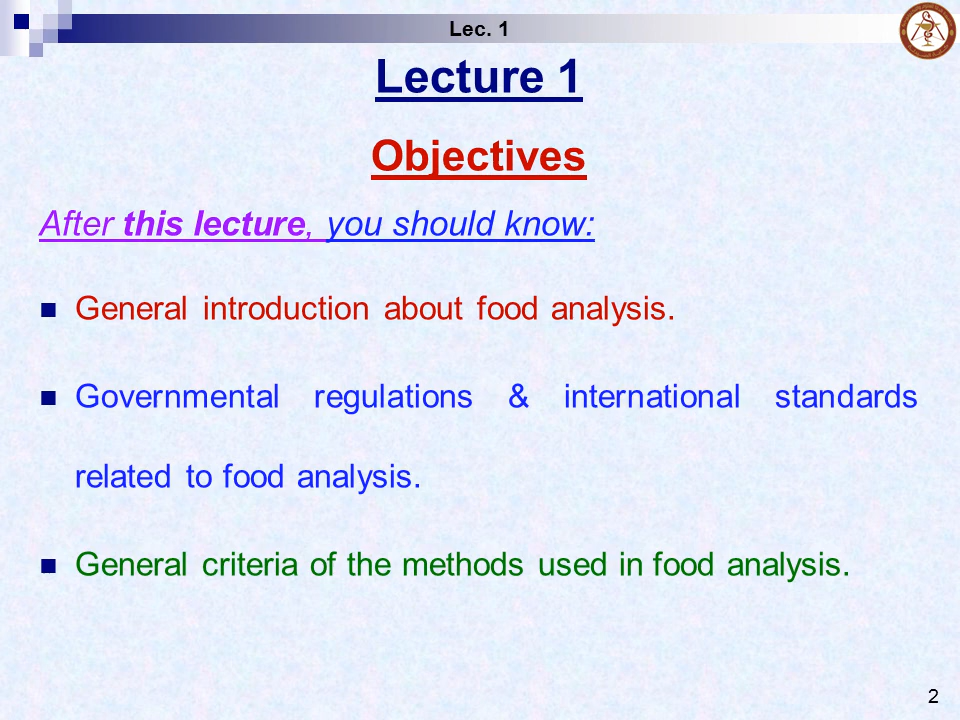 Lec. 1
Lecture 1
Objectives
After this lecture, you should know:
General introduction about food analysis.
Governmental regulations & international standards
related to food analysis.
General criteria of the methods used in food analysis.
2